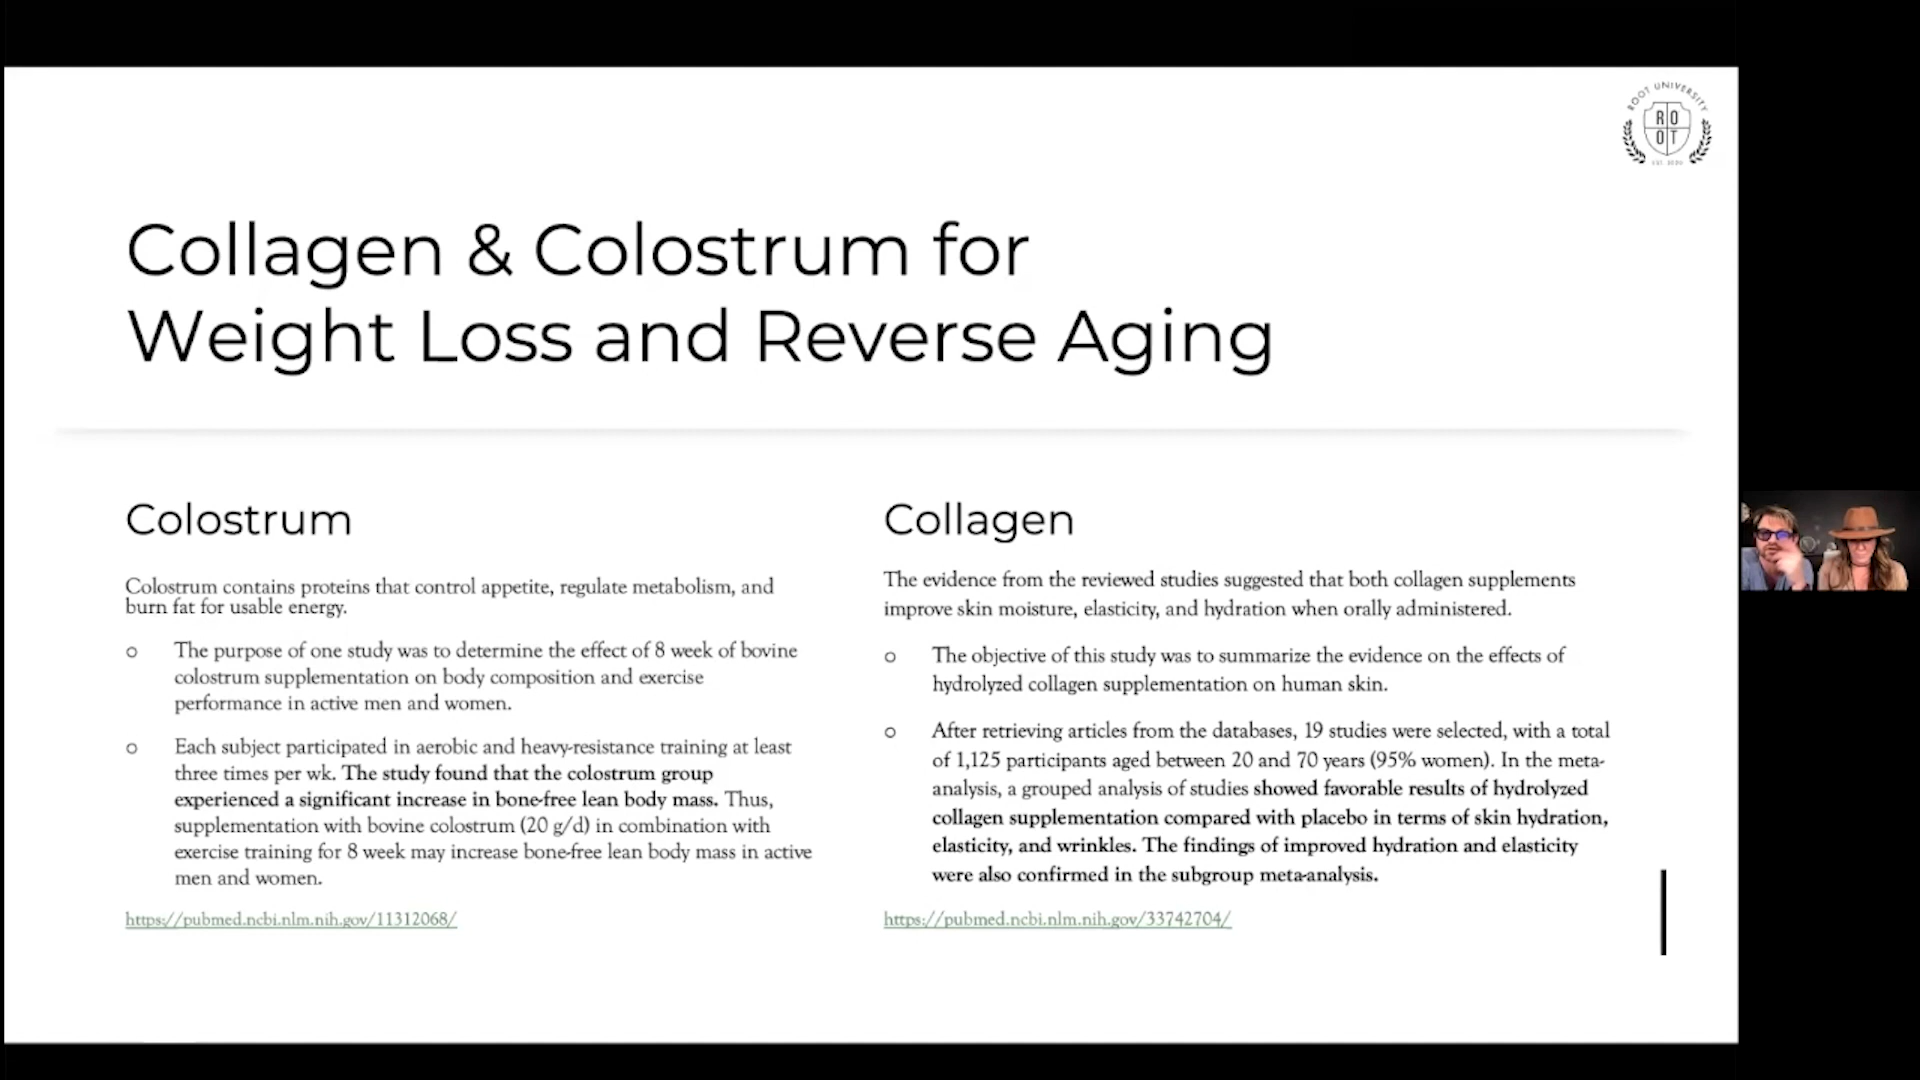 ROOT UNIVERSITY
RO
OT
EST. 2020
Collagen & Colostrum for
Weight Loss and Reverse Aging
Colostrum
Colostrum contains proteins that control appetite, regulate metabolism, and
burn fat for usable energy.
o The purpose of one study was to determine the effect of 8 week of bovine
colostrum supplementation on body composition and exercise
performance in active men and women.
o Each subject participated in aerobic and heavy-resistance training at least
three times per wk. The study found that the colostrum group
experienced a significant increase in bone-free lean body mass. Thus,
supplementation with bovine colostrum (20 g/d) in combination with
exercise training for 8 week may increase bone-free lean body mass in active
men and women.
https://pubmed.ncbi.nlm.nih.gov/11312068/
Collagen
The evidence from the reviewed studies suggested that both collagen supplements
improve skin moisture, elasticity, and hydration when orally administered.
o The objective of this study was to summarize the evidence on the effects of
hydrolyzed collagen supplementation on human skin.
o After retrieving articles from the databases, 19 studies were selected, with a total
of 1,125 participants aged between 20 and 70 years (95% women). In the meta-
analysis, a grouped analysis of studies showed favorable results of hydrolyzed
collagen supplementation compared with placebo in terms of skin hydration,
elasticity, and wrinkles. The findings of improved hydration and elasticity
were also confirmed in the subgroup meta-analysis.
https://pubmed.ncbi.nlm.nih.gov/33742704/